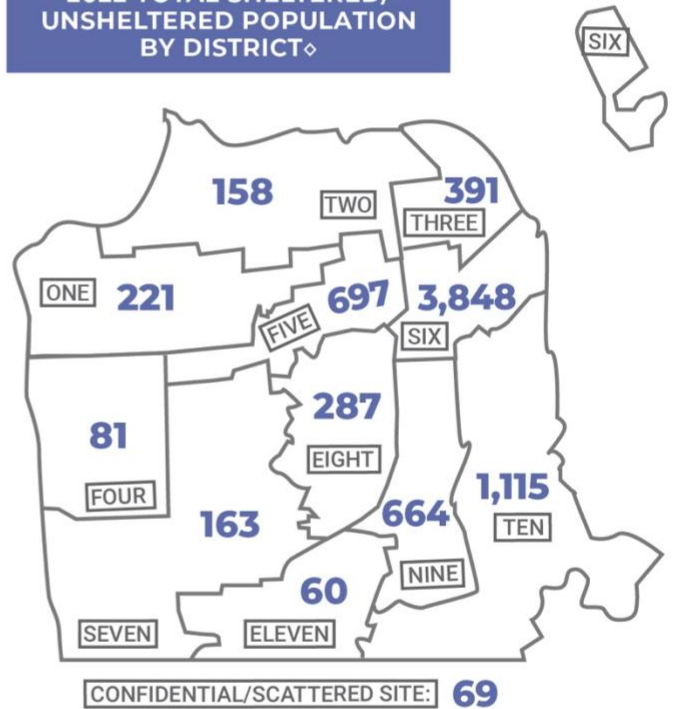 UNSHELTERED POPULATION
BY DISTRICT◇
SIX
158
TWO
391
THREE
ONE 221
FIVE
697
3,848
SIX
81
FOUR
287
EIGHT
163
664
1,115
TEN
NINE
60
SEVEN
ELEVEN
CONFIDENTIAL/SCATTERED SITE: 69